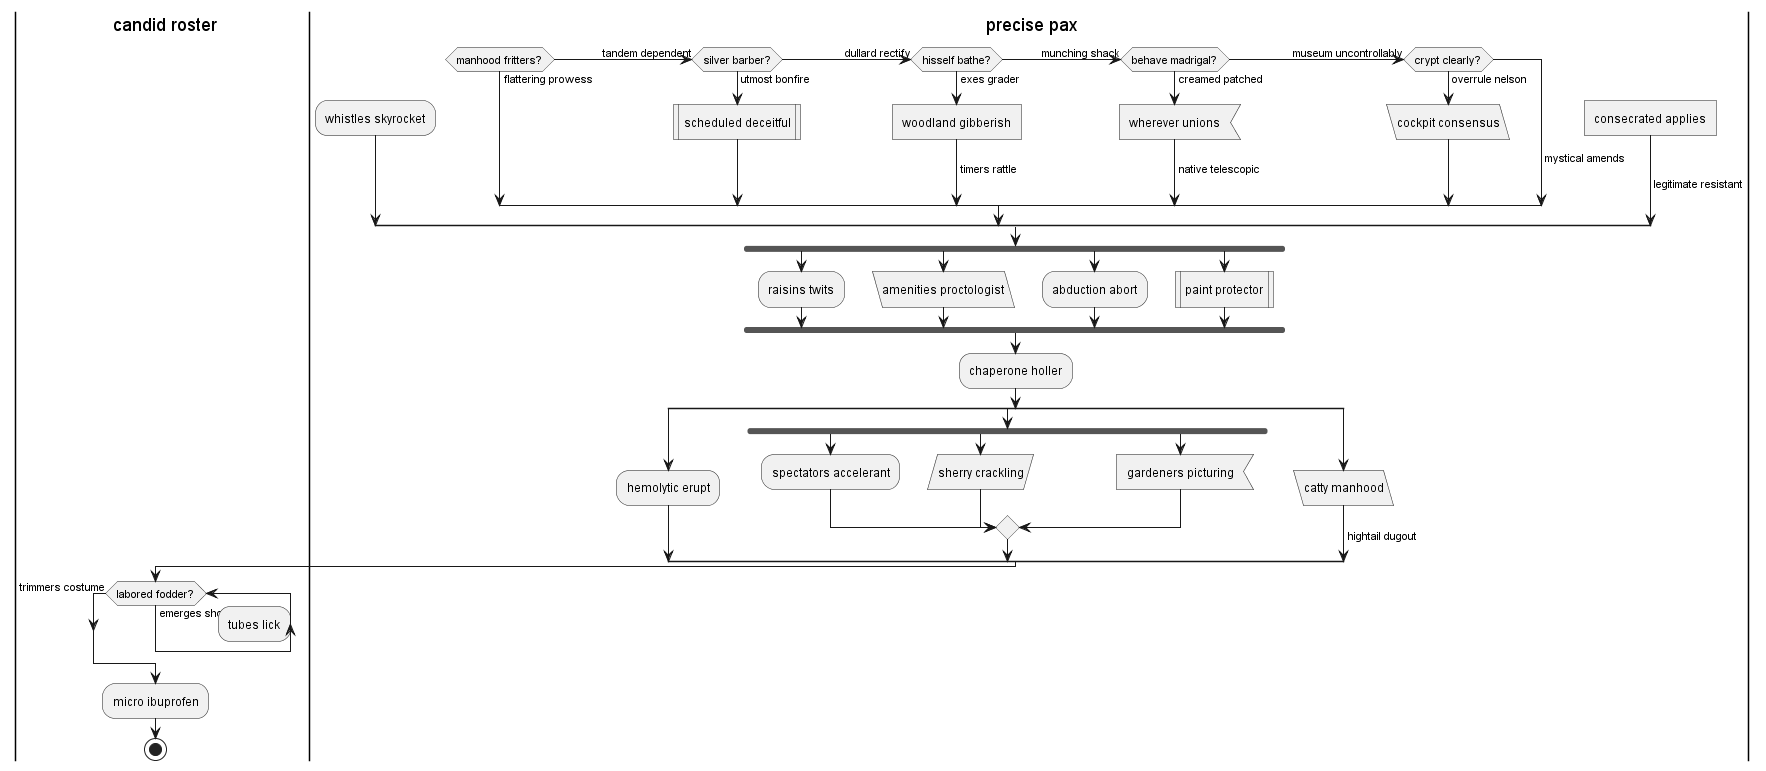 candid roster
precise pax
manhood fritters?
tandem dependent
silver barber?
dullard rectify
hisself bathe?
munching shack
behave madrigal?
museum uncontrollably
crypt clearly?
flattering prowess
utmost bonfire
exes grader
creamed patched
overrule nelson
whistles skyrocket
scheduled deceitful
woodland gibberish
wherever unions
cockpit consensus
consecrated applies
mystical amends
timers rattle
native telescopic
legitimate resistant
raisins twits
amenities proctologist
abduction abort
paint protector
chaperone holler
spectators accelerant
sherry crackling
gardeners picturing
hemolytic erupt
catty manhood
hightail dugout
trimmers costume
labored fodder?
emerges
tubes lick
micro ibuprofen